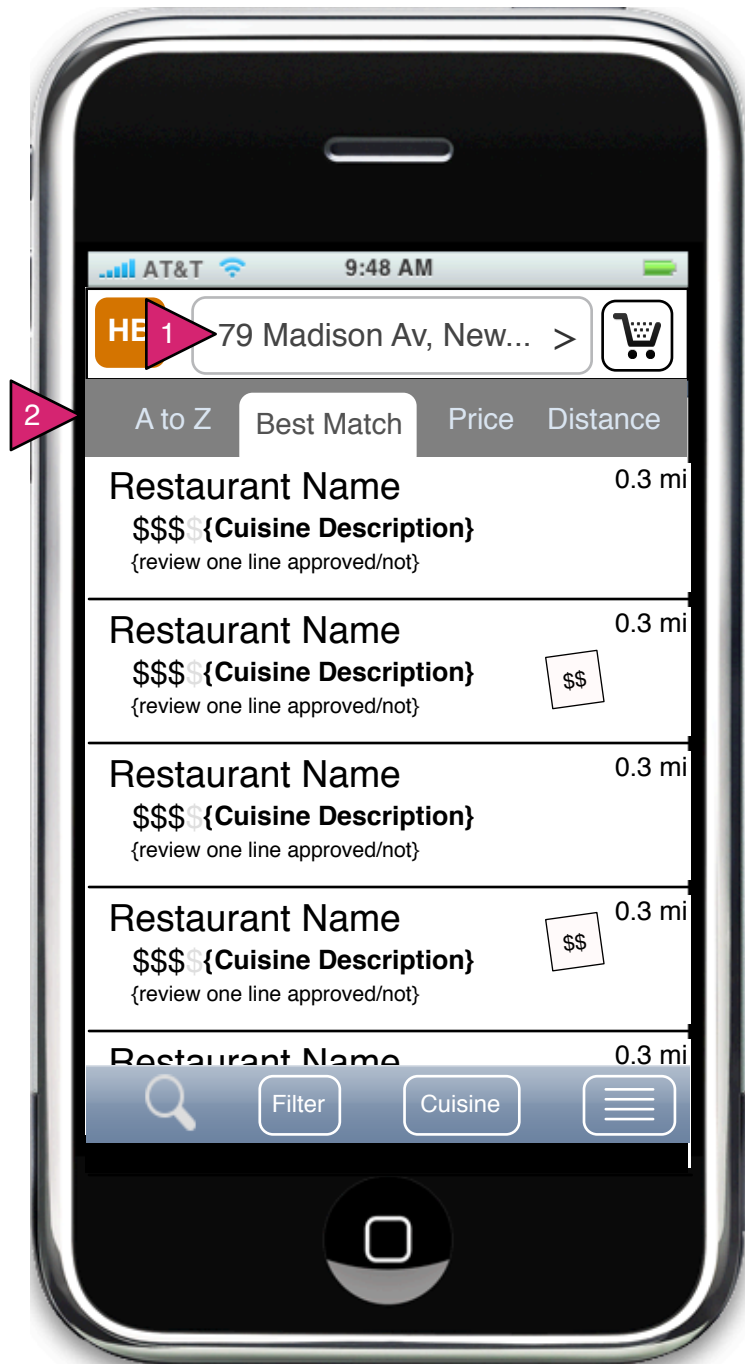 AT&T 9:48 AM
HE 1 79 Madison Av, New... >
2 A to Z Best Match Price Distance
Restaurant Name 0.3 mi
$$$$ {Cuisine Description}
{review one line approved/not}
Restaurant Name 0.3 mi
$$$$ {Cuisine Description} $$
{review one line approved/not}
Restaurant Name 0.3 mi
$$$$ {Cuisine Description}
{review one line approved/not}
Restaurant Name 0.3 mi
$$$$ {Cuisine Description} $$
{review one line approved/not}
Restaurant Name 0.3 mi
Filter Cuisine